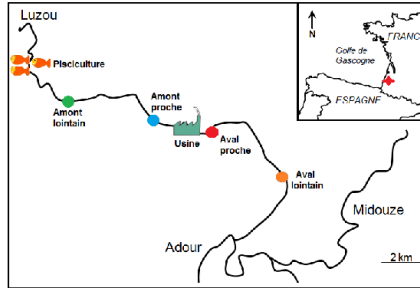 Luzou
Pisciculture
Amont
lointain
Amont
proche
Usine
Aval
proche
Aval
lointain
Midouze
Adour
2 km
N
FRANC
Golfe de
Gascogne
ESPAGNE